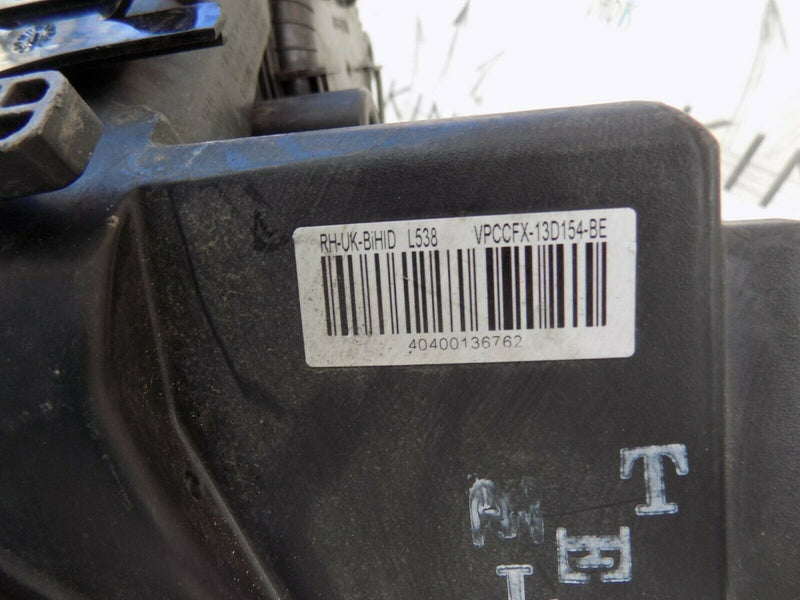 RH-UK-BiHID L538 VPCCFX-13D154-BE
40400136762
T
E